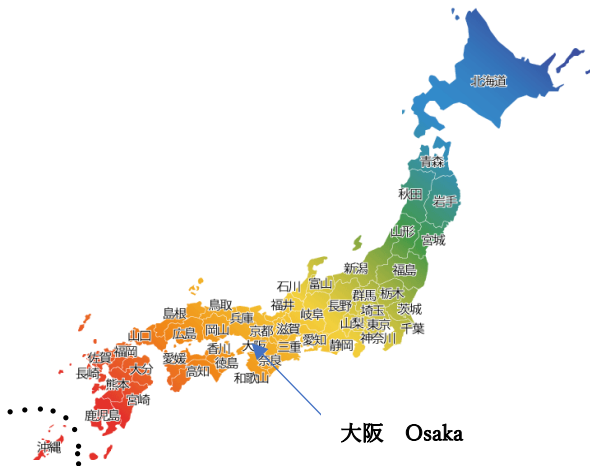 北海道
青森
秋田
岩手
山形
宮城
新潟
福島
石川
富山
群馬
栃木
福井
長野
埼玉
茨城
岐阜
山梨
東京
千葉
愛知
静岡
神奈川
鳥取
島根
兵庫
京都
滋賀
岡山
広島
山口
大阪
三重
香川
奈良
愛媛
徳島
高知
和歌山
福岡
佐賀
大分
長崎
熊本
宮崎
鹿児島
沖縄
大阪　Osaka